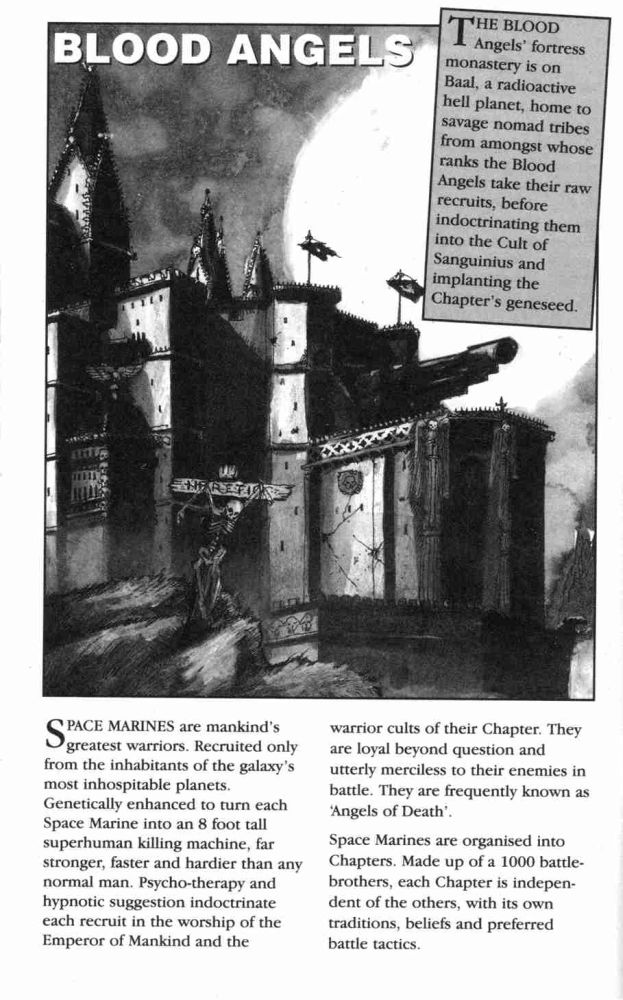 BLOOD ANGELS
THE BLOOD
Angels' fortress
monastery is on
Baal, a radioactive
hell planet, home to
savage nomad tribes
from amongst whose
ranks the Blood
Angels take their raw
recruits, before
indoctrinating them
into the Cult of
Sanguinius and
implanting the
Chapter's geneseed.
HERETIC
SPACE MARINES are mankind's
greatest warriors. Recruited only
from the inhabitants of the galaxy's
most inhospitable planets.
Genetically enhanced to turn each
Space Marine into an 8 foot tall
superhuman killing machine, far
stronger, faster and hardier than any
normal man. Psycho-therapy and
hypnotic suggestion indoctrinate
each recruit in the worship of the
Emperor of Mankind and the
warrior cults of their Chapter. They
are loyal beyond question and
utterly merciless to their enemies in
battle. They are frequently known as
'Angels of Death'.
Space Marines are organised into
Chapters. Made up of a 1000 battle-
brothers, each Chapter is indepen-
dent of the others, with its own
traditions, beliefs and preferred
battle tactics.